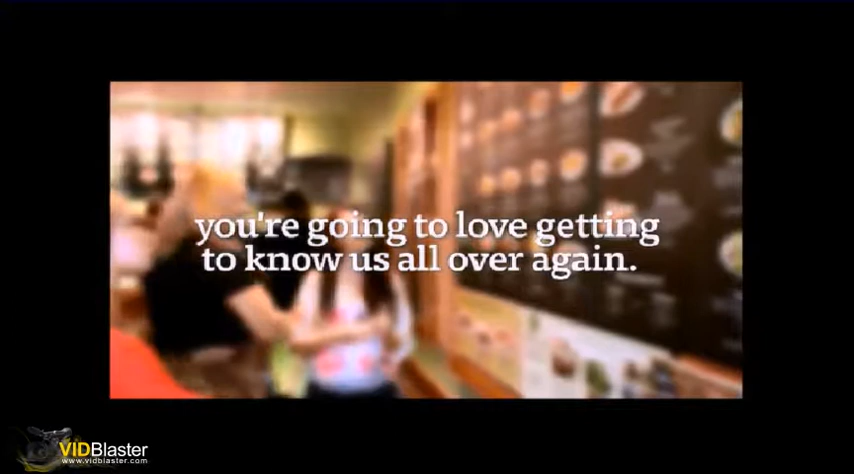 you're going to love getting
to know us all over again.
VIDBlaster
www.vidblaster.com